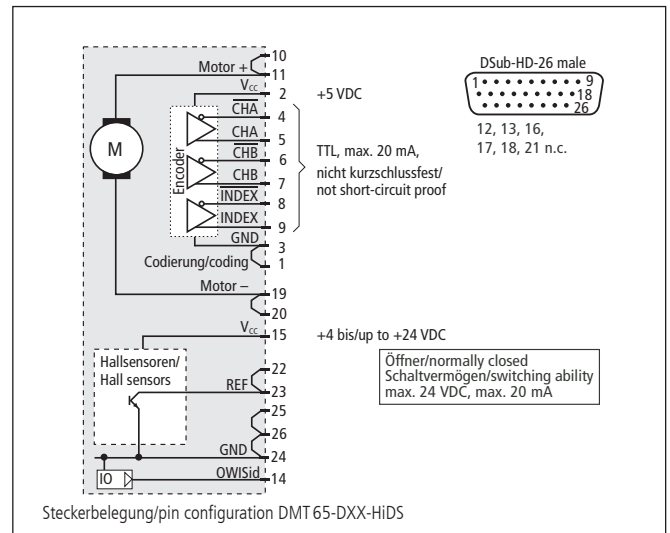 10
Motor +
11
Vcc
2
+5 VDC
CHA
4
CHA
5
CHB
6
CHB
7
INDEX
8
INDEX
9
TTL, max. 20 mA,
nicht kurzschlussfest/
not short-circuit proof
Encoder
M
GND
3
Codierung/coding
1
Motor –
19
20
Vcc
15
+4 bis/up to +24 VDC
Hallsensoren/
Hall sensors
22
REF
23
25
26
GND
24
IO
OWISid
14
DSub-HD-26 male
1 9
18
26
12, 13, 16,
17, 18, 21 n.c.
Öffner/normally closed
Schaltvermögen/switching ability
max. 24 VDC, max. 20 mA
Steckerbelegung/pin configuration DMT 65-DXX-HiDS